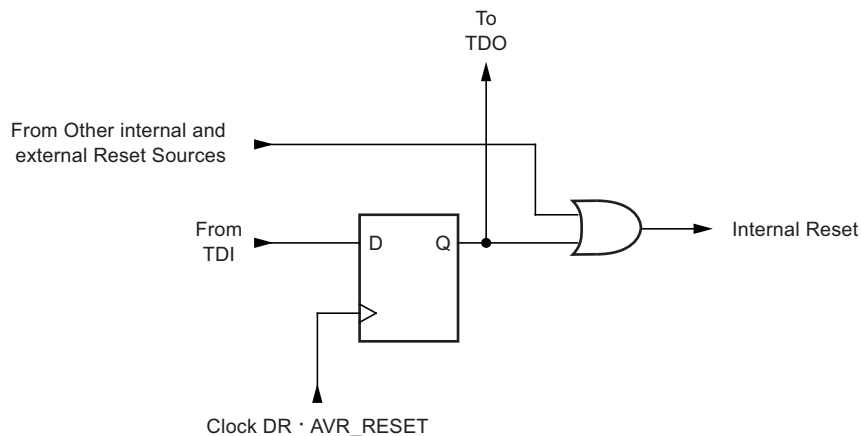 To
TDO
From Other internal and
external Reset Sources
From
TDI
D
Q
Internal Reset
Clock DR · AVR_RESET